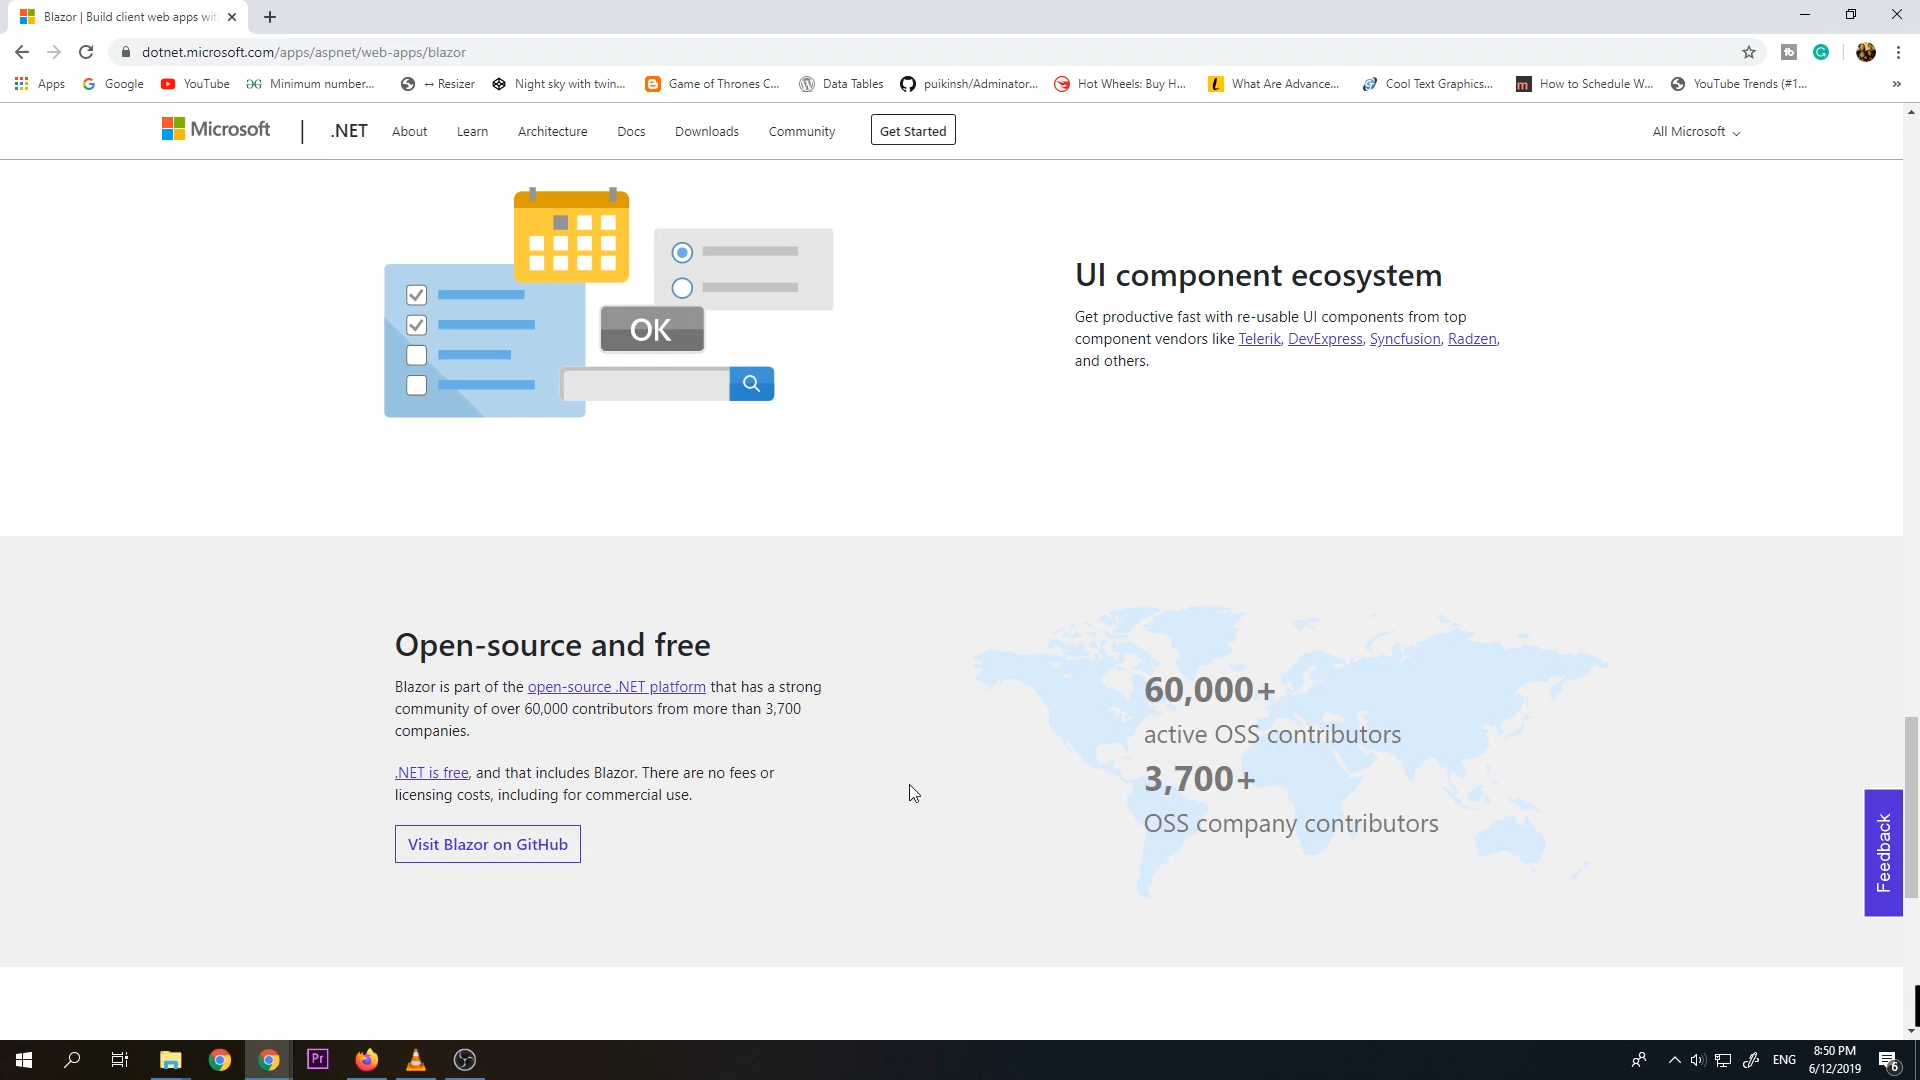 Blazor | Build client web apps wit
dotnet.microsoft.com/apps/aspnet/web-apps/blazor
Apps Google YouTube Minimum number... ↔ Resizer Night sky with twin... Game of Thrones C... Data Tables puikinsh/Adminator... Hot Wheels: Buy H... What Are Advance... Cool Text Graphics... How to Schedule W... YouTube Trends (#1... »
Microsoft | .NET About Learn Architecture Docs Downloads Community Get Started All Microsoft
OK
UI component ecosystem
Get productive fast with re-usable UI components from top
component vendors like Telerik, DevExpress, Syncfusion, Radzen,
and others.
Open-source and free
Blazor is part of the open-source .NET platform that has a strong
community of over 60,000 contributors from more than 3,700
companies.
.NET is free, and that includes Blazor. There are no fees or
licensing costs, including for commercial use.
Visit Blazor on GitHub
60,000+
active OSS contributors
3,700+
OSS company contributors
Feedback
Pr
ENG
8:50 PM
6/12/2019
6